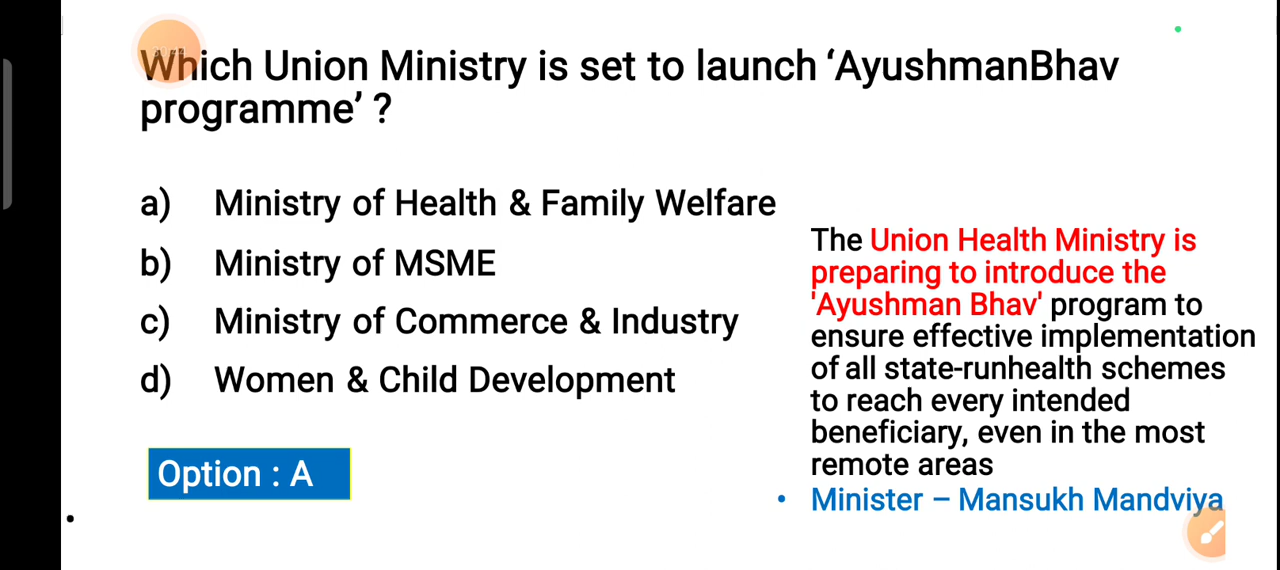 Which Union Ministry is set to launch ‘AyushmanBhav
programme’ ?
a) Ministry of Health & Family Welfare
b) Ministry of MSME
c) Ministry of Commerce & Industry
d) Women & Child Development
Option : A
The Union Health Ministry is
preparing to introduce the
'Ayushman Bhav' program to
ensure effective implementation
of all state-runhealth schemes
to reach every intended
beneficiary, even in the most
remote areas
• Minister – Mansukh Mandviya